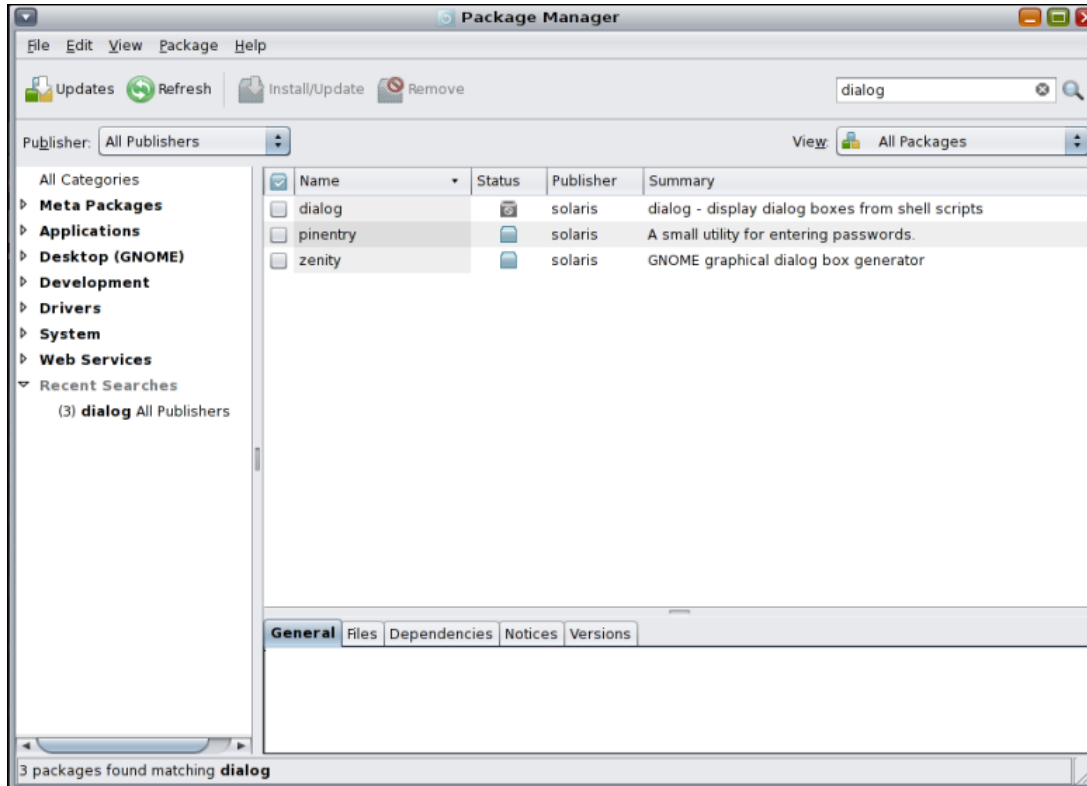 Package Manager
File Edit View Package Help
Updates Refresh Install/Update Remove dialog
Publisher: All Publishers View: All Packages
All Categories
Meta Packages
Applications
Desktop (GNOME)
Development
Drivers
System
Web Services
Recent Searches
(3) dialog All Publishers
Name Status Publisher Summary
dialog solaris dialog - display dialog boxes from shell scripts
pinentry solaris A small utility for entering passwords.
zenity solaris GNOME graphical dialog box generator
General Files Dependencies Notices Versions
3 packages found matching dialog